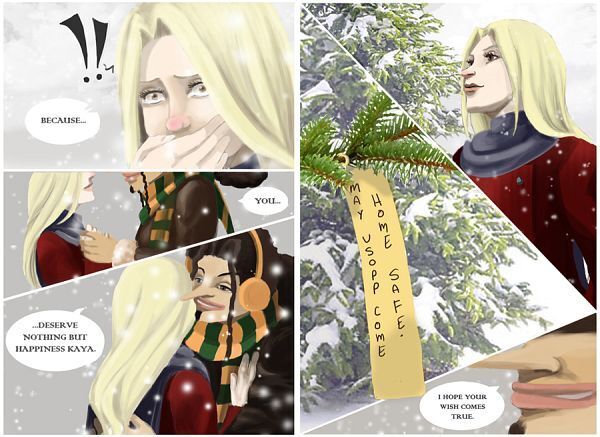 !!
BECAUSE...
YOU...
...DESERVE
NOTHING BUT
HAPPINESS KAYA.
MAY USOPP COME
HOME SAFE.
I HOPE YOUR
WISH COMES
TRUE.